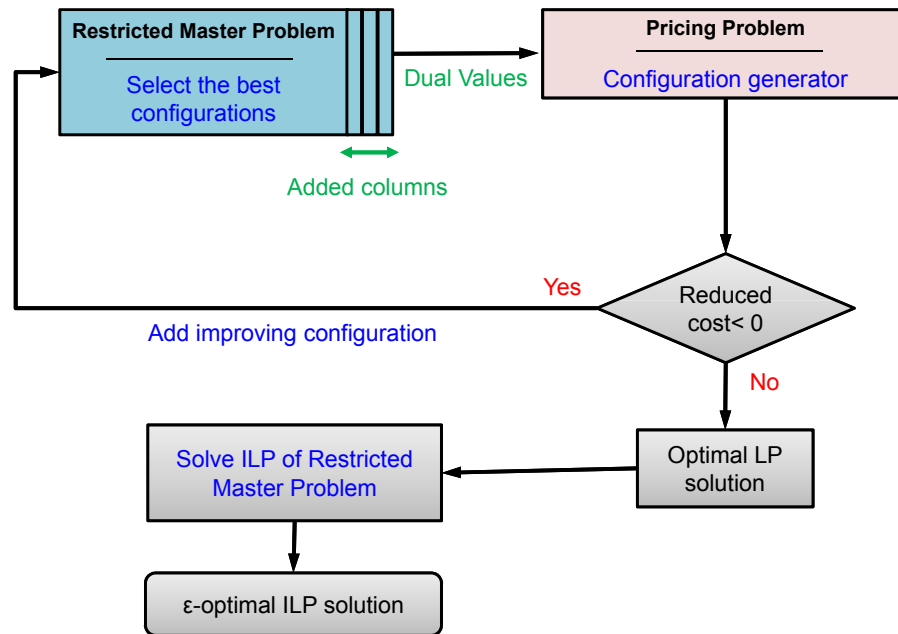 Restricted Master Problem
Select the best
configurations
Dual Values
Pricing Problem
Configuration generator
Added columns
Yes
Reduced
cost< 0
Add improving configuration
No
Solve ILP of Restricted
Master Problem
Optimal LP
solution
ε-optimal ILP solution